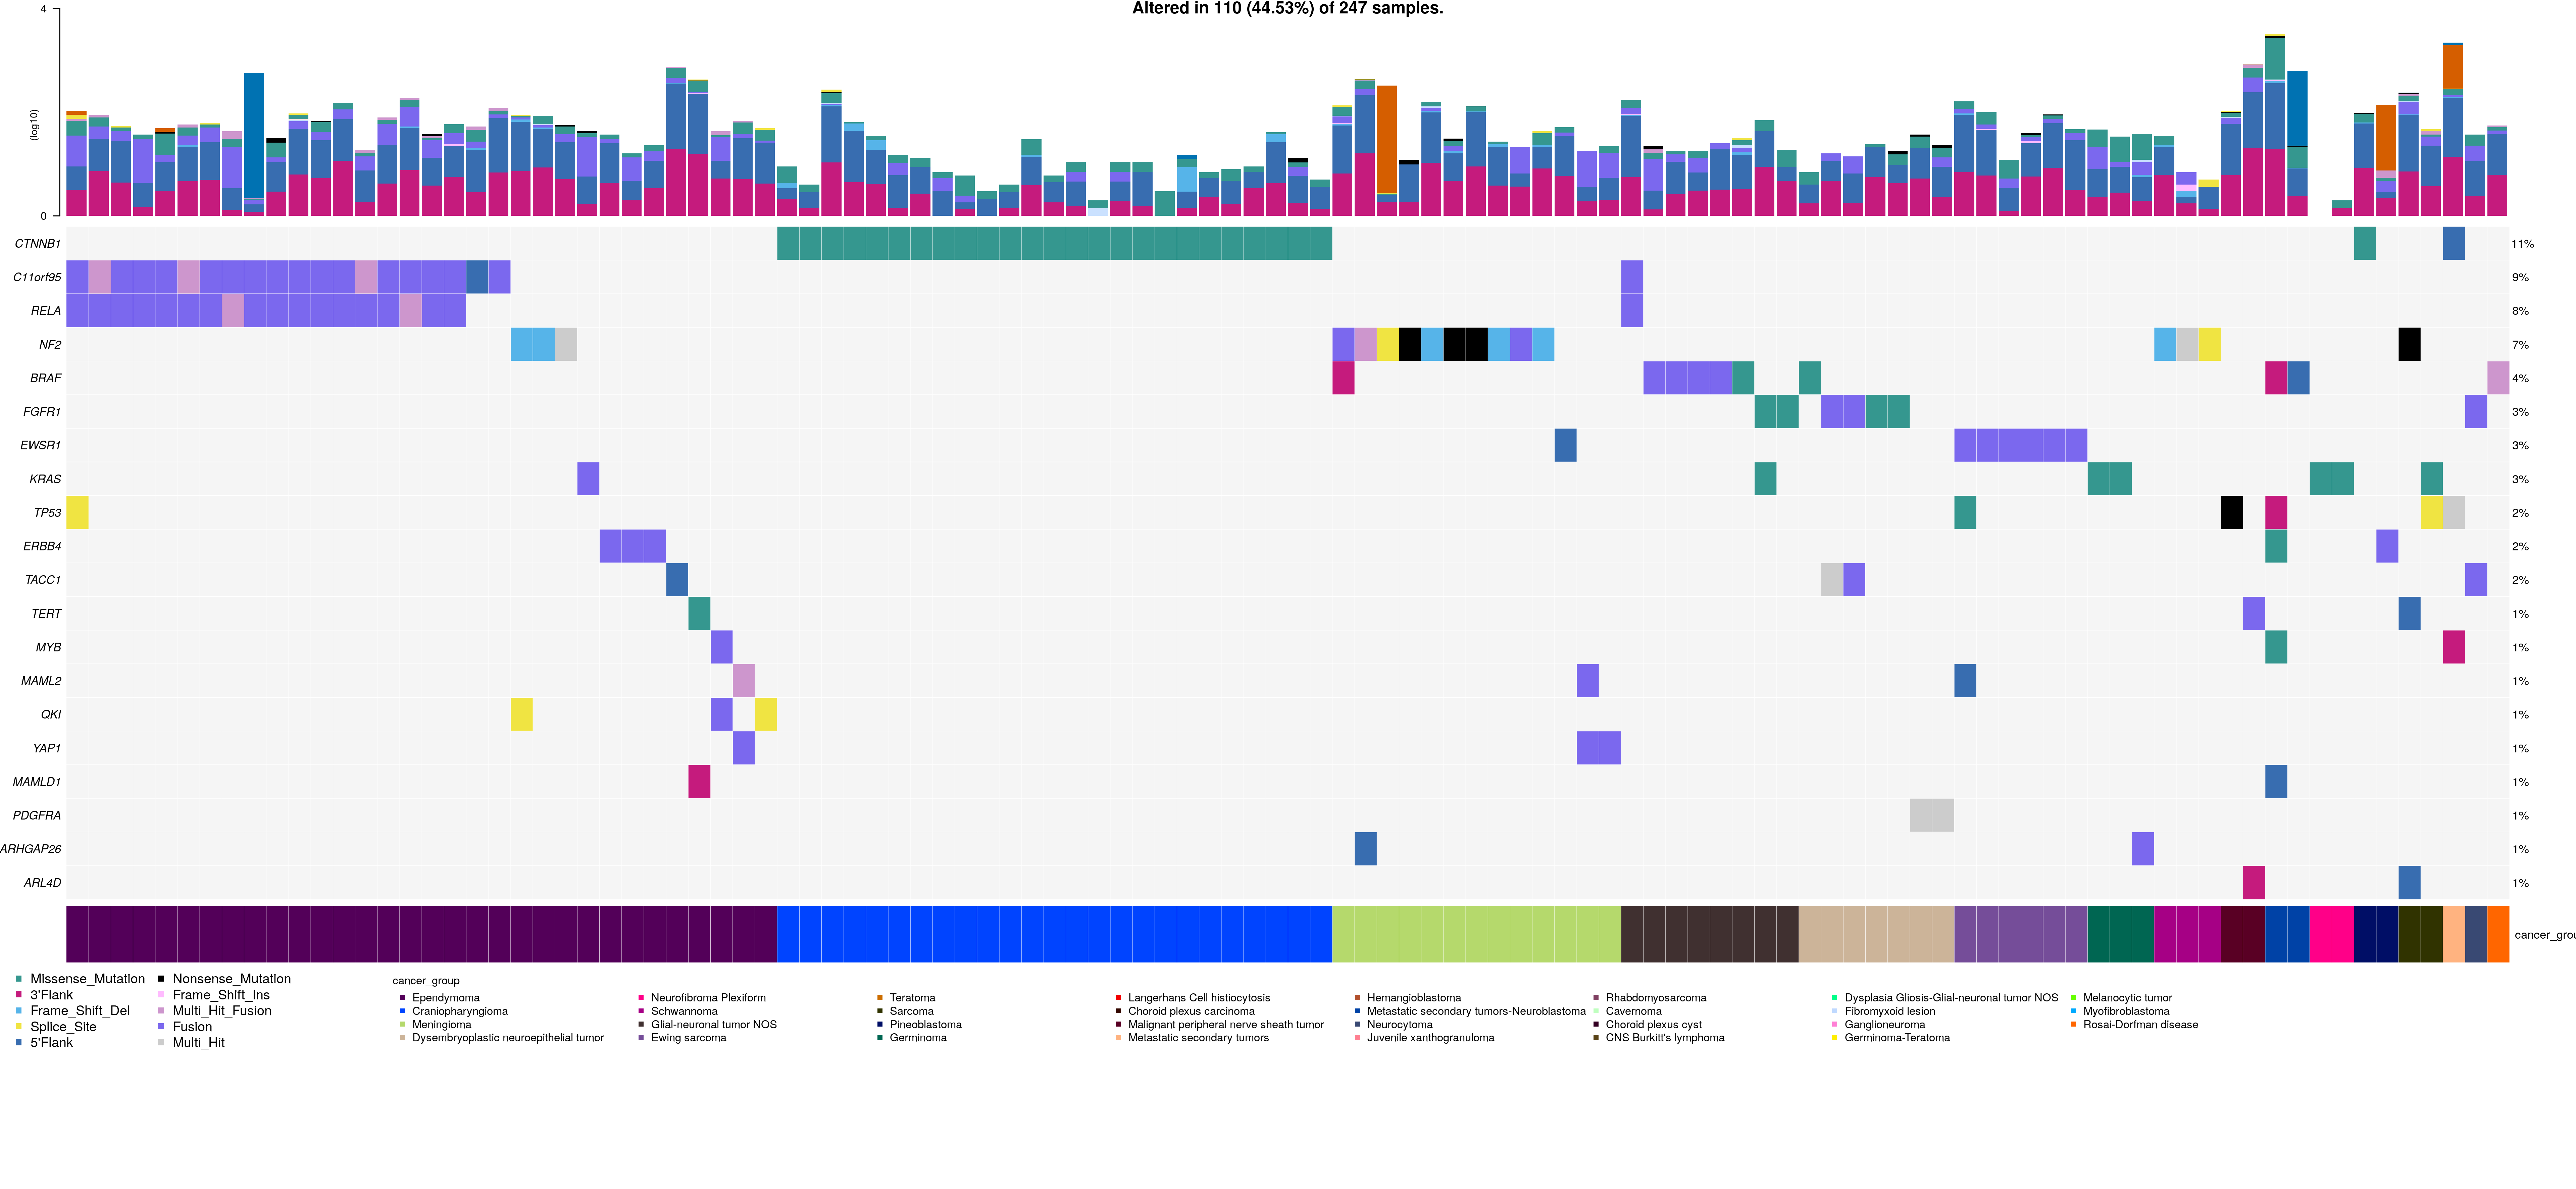 Altered in 110 (44.53%) of 247 samples.
4
(log10)
0
CTNNB1 11%
C11orf95 9%
RELA 8%
NF2 7%
BRAF 4%
FGFR1 3%
EWSR1 3%
KRAS 3%
TP53 2%
ERBB4 2%
TACC1 2%
TERT 1%
MYB 1%
MAML2 1%
QKI 1%
YAP1 1%
MAMLD1 1%
PDGFRA 1%
ARHGAP26 1%
ARL4D 1%
cancer_grou
Missense_Mutation
3'Flank
Frame_Shift_Del
Splice_Site
5'Flank
Nonsense_Mutation
Frame_Shift_Ins
Multi_Hit_Fusion
Fusion
Multi_Hit
cancer_group
Ependymoma
Craniopharyngioma
Meningioma
Dysembryoplastic neuroepithelial tumor
Neurofibroma Plexiform
Schwannoma
Glial-neuronal tumor NOS
Ewing sarcoma
Teratoma
Sarcoma
Pineoblastoma
Germinoma
Langerhans Cell histiocytosis
Choroid plexus carcinoma
Malignant peripheral nerve sheath tumor
Metastatic secondary tumors
Hemangioblastoma
Metastatic secondary tumors-Neuroblastoma
Neurocytoma
Juvenile xanthogranuloma
Rhabdomyosarcoma
Cavernoma
Choroid plexus cyst
CNS Burkitt's lymphoma
Dysplasia Gliosis-Glial-neuronal tumor NOS
Fibromyxoid lesion
Ganglioneuroma
Germinoma-Teratoma
Melanocytic tumor
Myofibroblastoma
Rosai-Dorfman disease